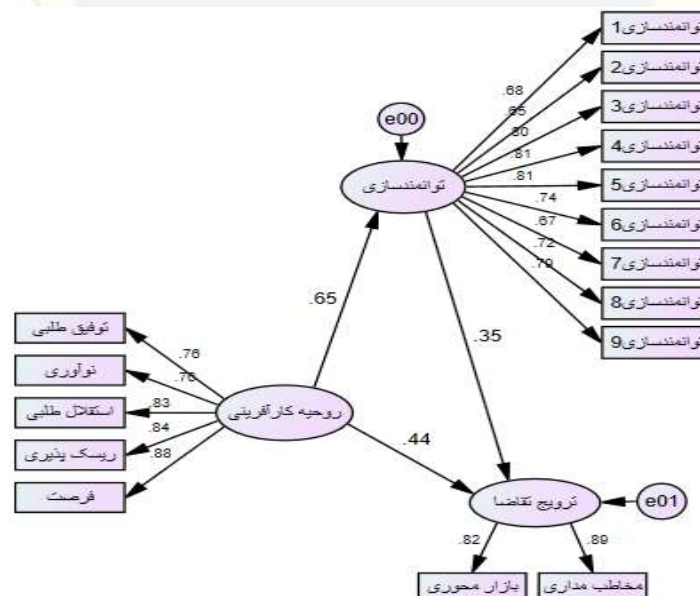 توانمندسازی1
.68
توانمندسازی2
.65
توانمندسازی3
.80
توانمندسازی4
.81
توانمندسازی5
.81
توانمندسازی6
.74
توانمندسازی7
.67
توانمندسازی8
.72
توانمندسازی9
.79
e00
توانمندسازی
.65
.35
توفیق طلبی
.76
نوآوری
استقلال طلبی
.83
ریسک پذیری
.84
فرصت
.88
روحیه کارآفرینی
.44
ترویج تقاضا
e01
.82
.89
بازار محوری
مخاطب مداری